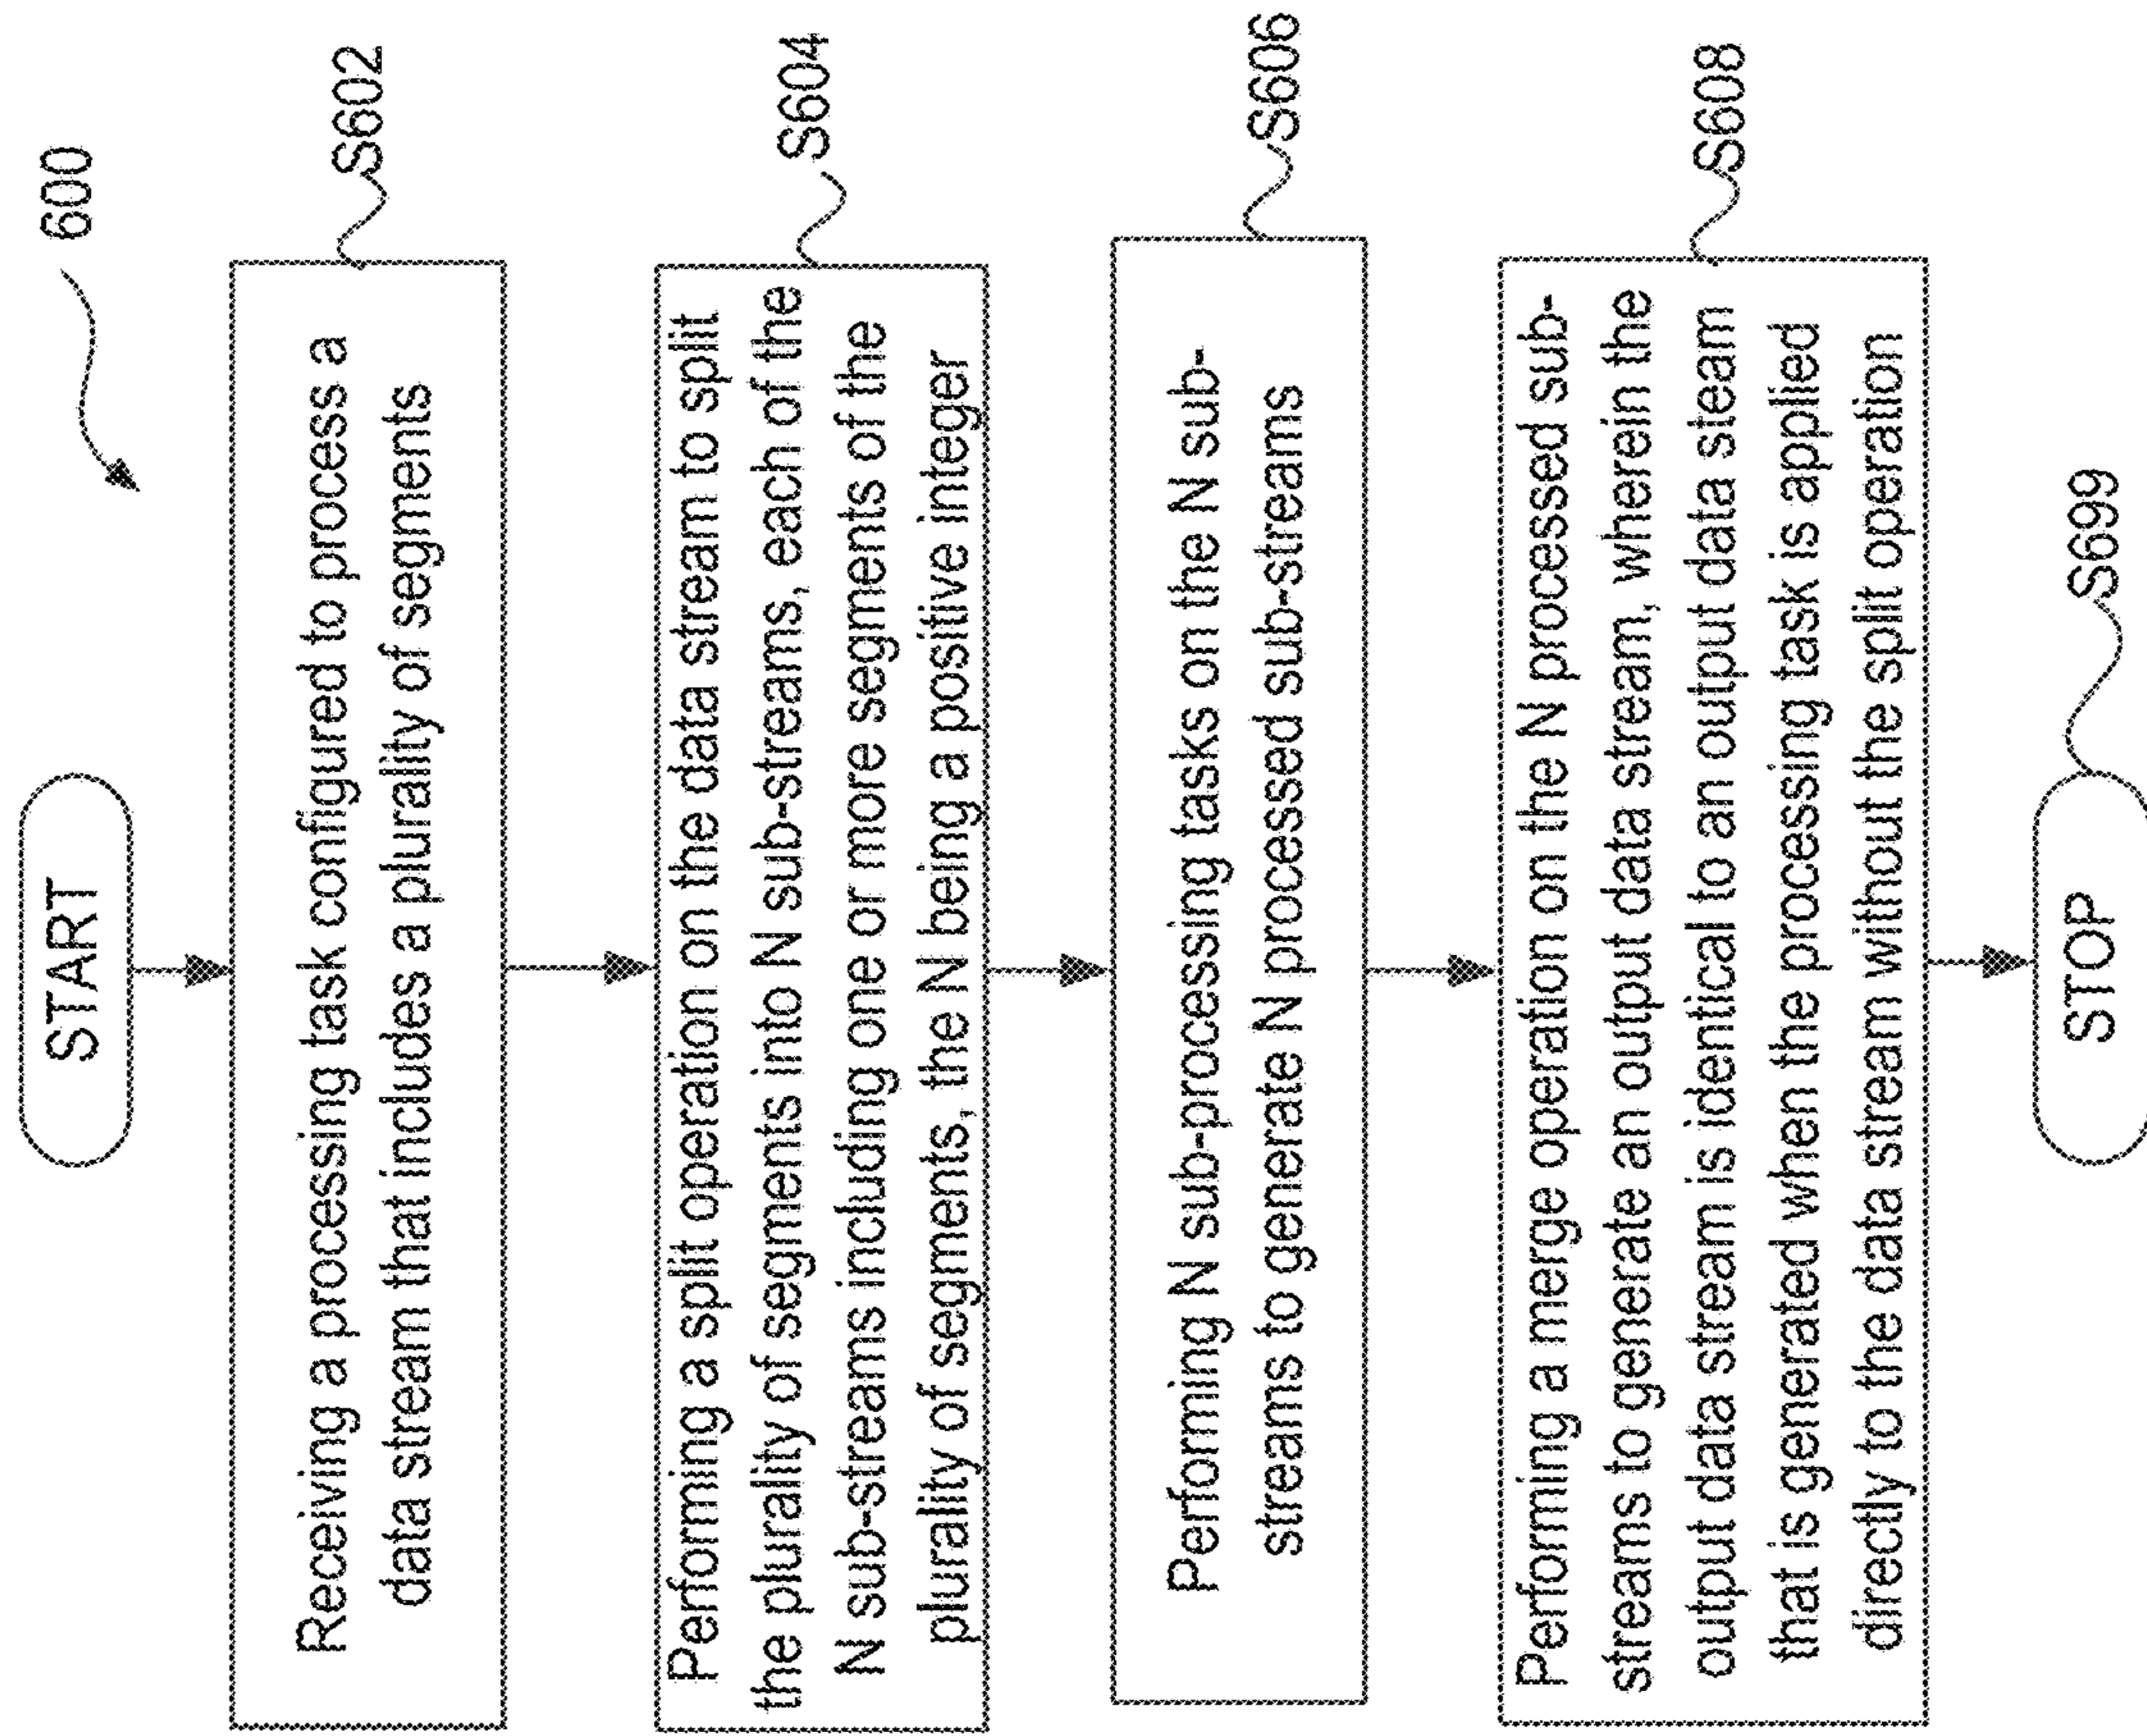 600
START
Receiving a processing task configured to process a
data stream that includes a plurality of segments
S602
Performing a split operation on the data stream to split
the plurality of segments into N sub-streams, each of the
N sub-streams including one or more segments of the
plurality of segments, the N being a positive integer
S604
Performing N sub-processing tasks on the N sub-
streams to generate N processed sub-streams
S606
Performing a merge operation on the N processed sub-
streams to generate an output data stream, wherein the
output data stream is identical to an output data steam
that is generated when the processing task is applied
directly to the data stream without the split operation
S608
STOP
S699